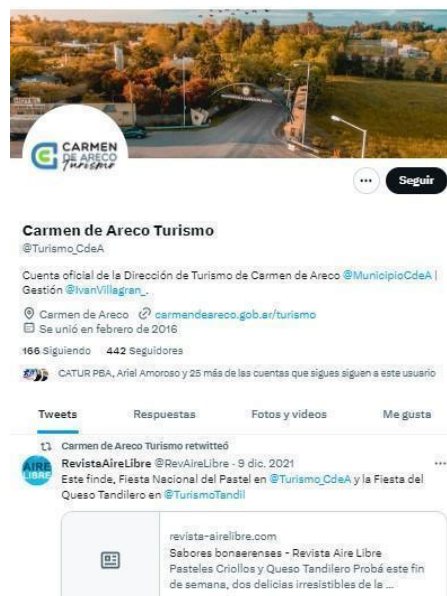 CARMEN
DE ARECO
Turismo
Seguir
Carmen de Areco Turismo
@Turismo_CdeA
Cuenta oficial de la Dirección de Turismo de Carmen de Areco @MunicipioCdeA |
Gestión @IvanVillagran_.
Carmen de Areco carmendeareco.gob.ar/turismo
Se unió en febrero de 2016
166 Siguiendo 442 Seguidores
CATUR PBA, Ariel Amoroso y 25 más de las cuentas que sigues siguen a este usuario
Tweets Respuestas Fotos y videos Me gusta
Carmen de Areco Turismo retwitteó
AIRE
LIBRE
RevistaAireLibre @RevAireLibre · 9 dic. 2021
Este finde, Fiesta Nacional del Pastel en @Turismo_CdeA y la Fiesta del
Queso Tandilero en @TurismoTandil
revista-airelibre.com
Sabores bonaerenses - Revista Aire Libre
Pasteles Criollos y Queso Tandilero Probá este fin
de semana, dos delicias irresistibles de la ...